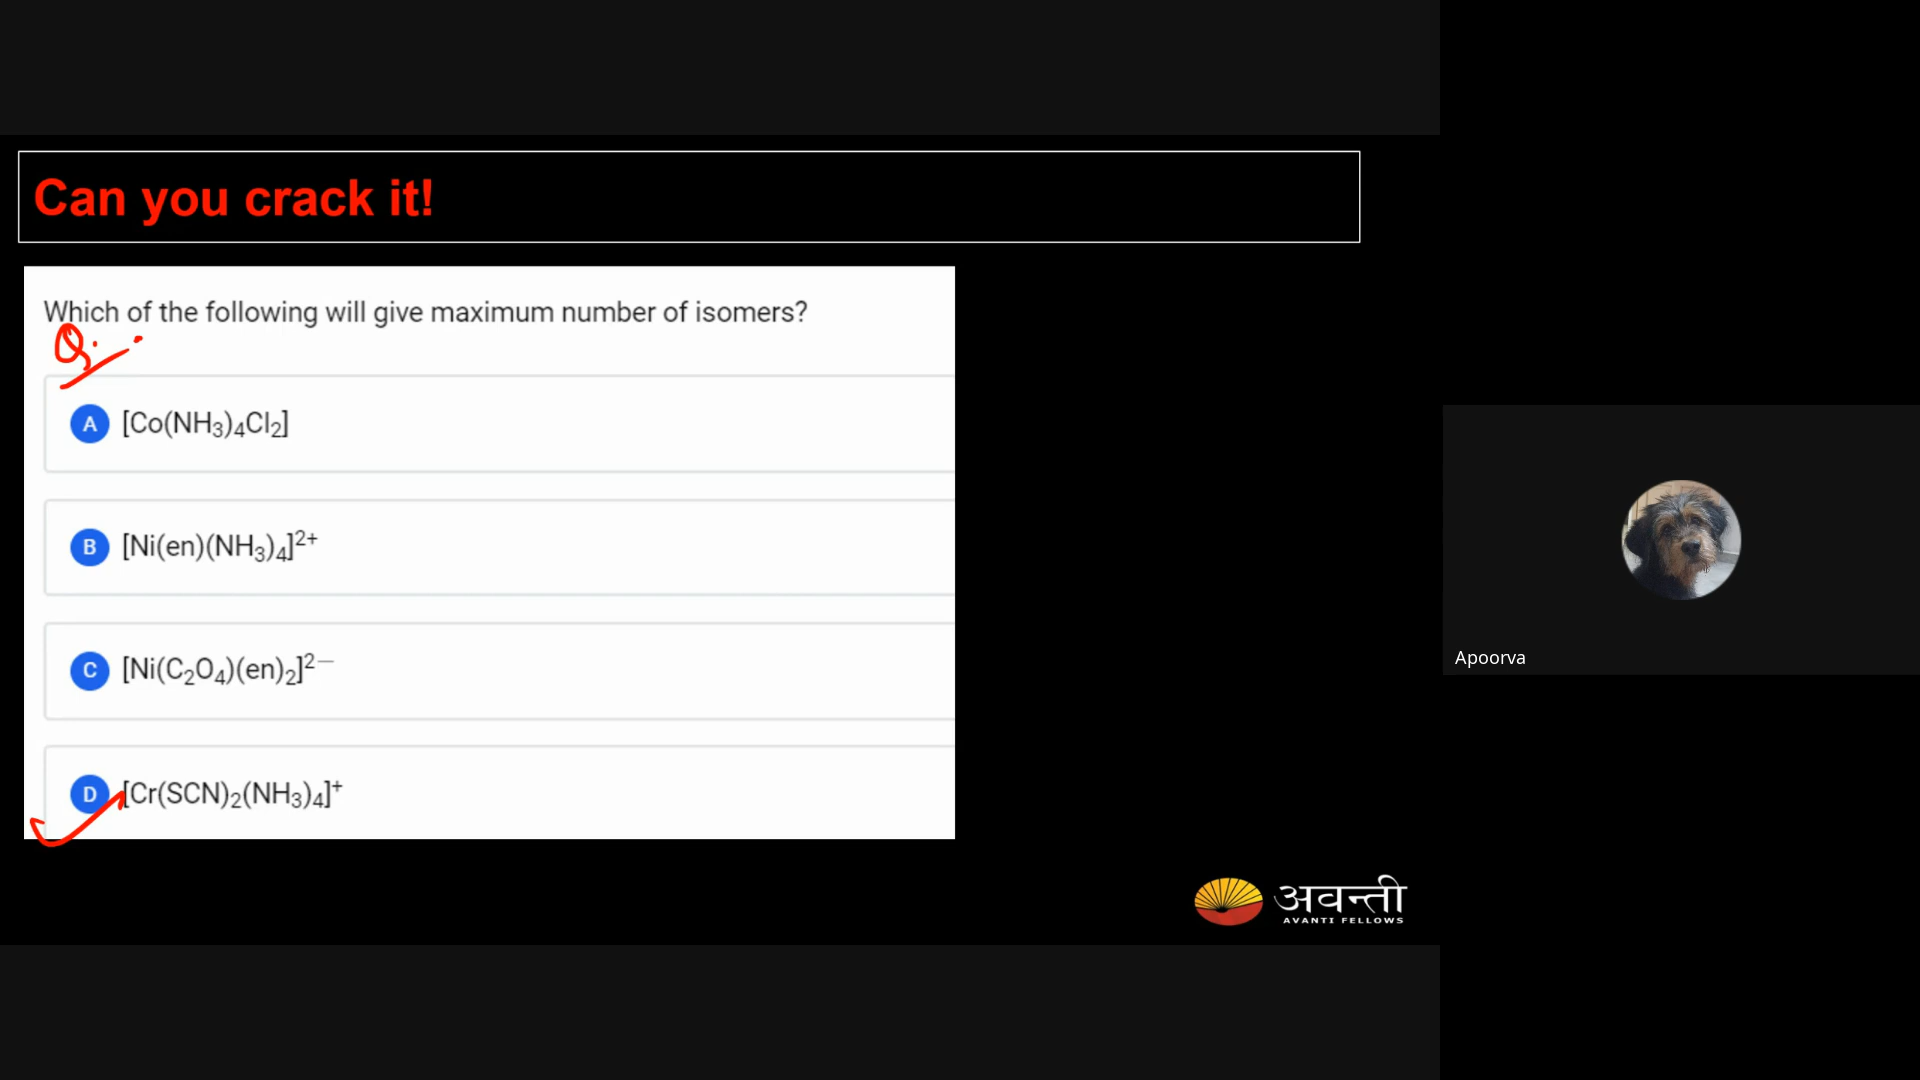 Can you crack it!
Which of the following will give maximum number of isomers?
Q.
A [Co(NH₃)₄Cl₂]
B [Ni(en)(NH₃)₄]²⁺
C [Ni(C₂O₄)(en)₂]²⁻
D [Cr(SCN)₂(NH₃)₄]⁺
Apoorva
अवन्ती
AVANTI FELLOWS